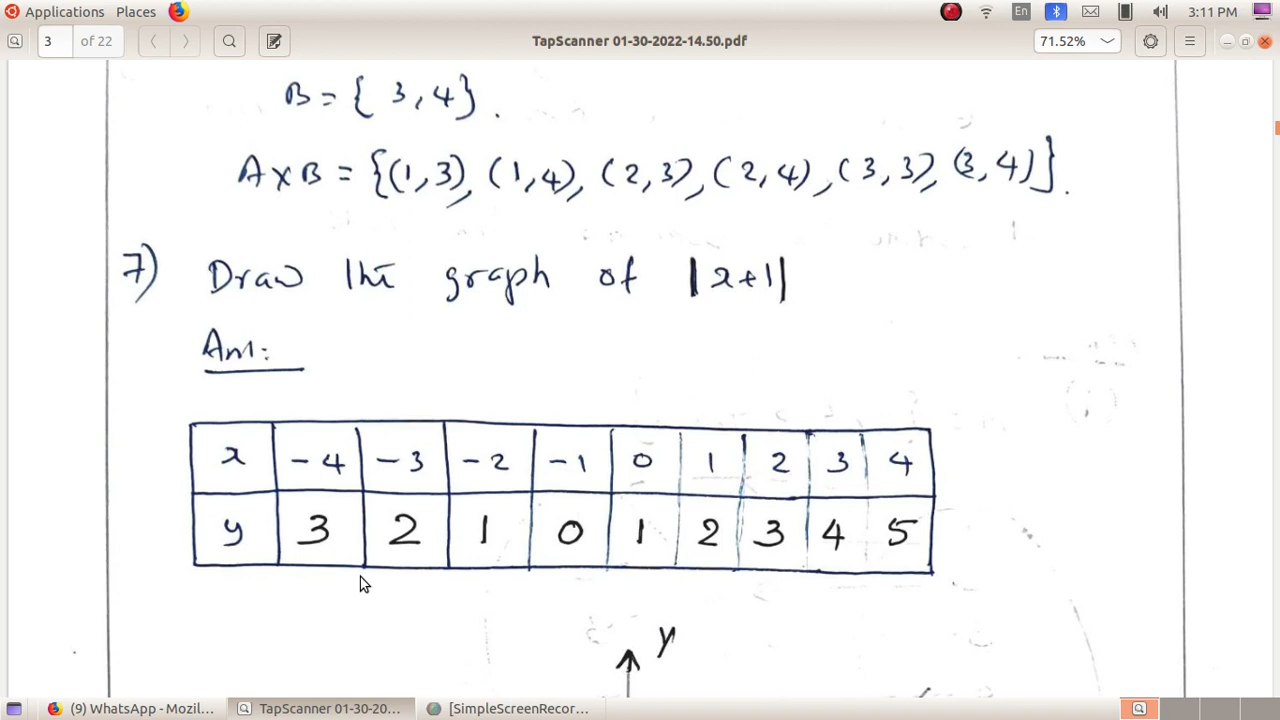 Applications Places En 3:11 PM
3 of 22 TapScanner 01-30-2022-14.50.pdf 71.52%
B = { 3, 4 }.
A×B = {(1,3), (1,4), (2,3), (2,4), (3,3), (3,4)}.
7) Draw the graph of |x+1|
Ans:
x -4 -3 -2 -1 0 1 2 3 4
y 3 2 1 0 1 2 3 4 5
y
(9) WhatsApp - Mozil... TapScanner 01-30-20... [SimpleScreenRecor...